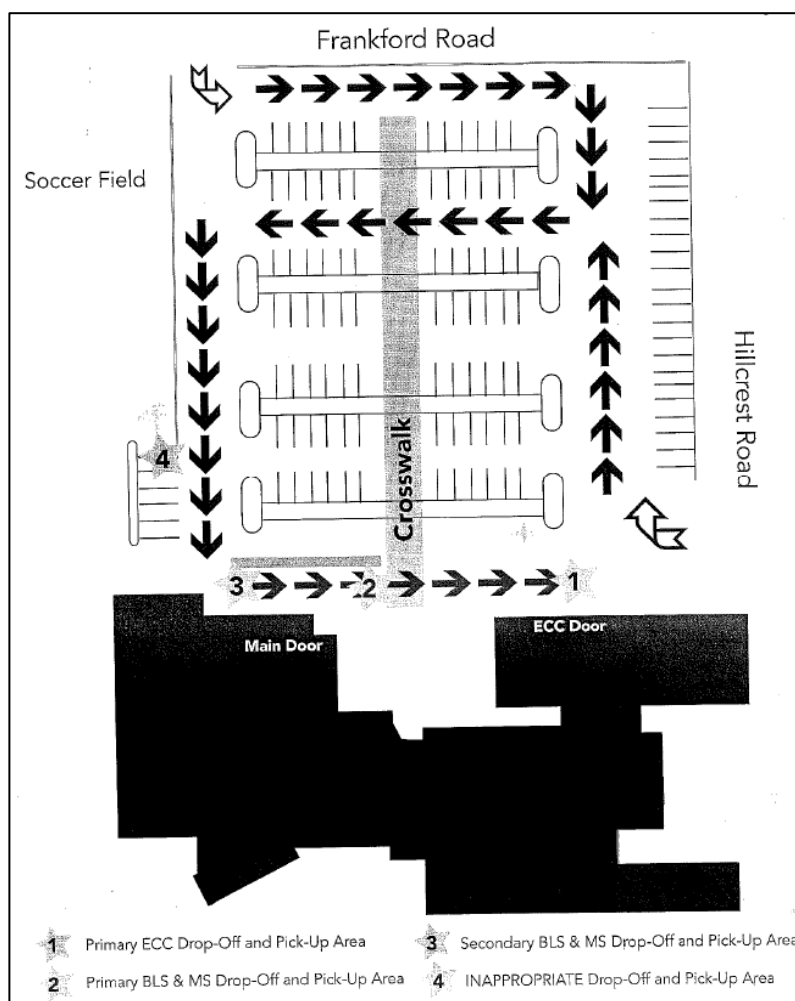 Frankford Road
Soccer Field
Hillcrest Road
4
Crosswalk
3
2
1
Main Door
ECC Door
1 Primary ECC Drop-Off and Pick-Up Area
2 Primary BLS & MS Drop-Off and Pick-Up Area
3 Secondary BLS & MS Drop-Off and Pick-Up Area
4 INAPPROPRIATE Drop-Off and Pick-Up Area